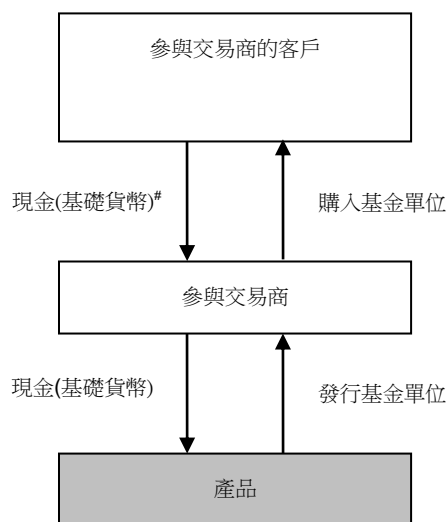 參與交易商的客戶
現金(基礎貨幣)#
購入基金單位
參與交易商
現金(基礎貨幣)
發行基金單位
產品